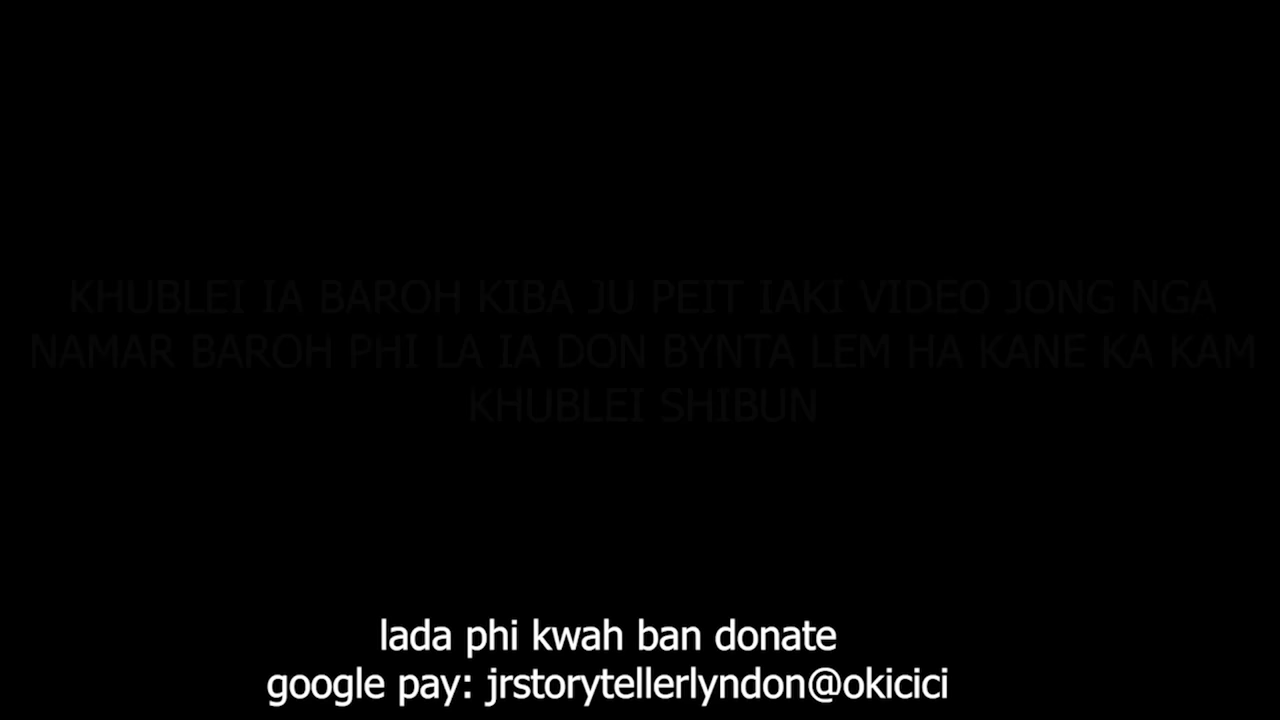 KHUBLEI IA BAROH KIBA JU PEIT IAKI VIDEO JONG NGA
NAMAR BAROH PHI LA IA DON BYNTA LEM HA KANE KA KAM
KHUBLEI SHIBUN
lada phi kwah ban donate
google pay: jrstorytellerlyndon@okicici